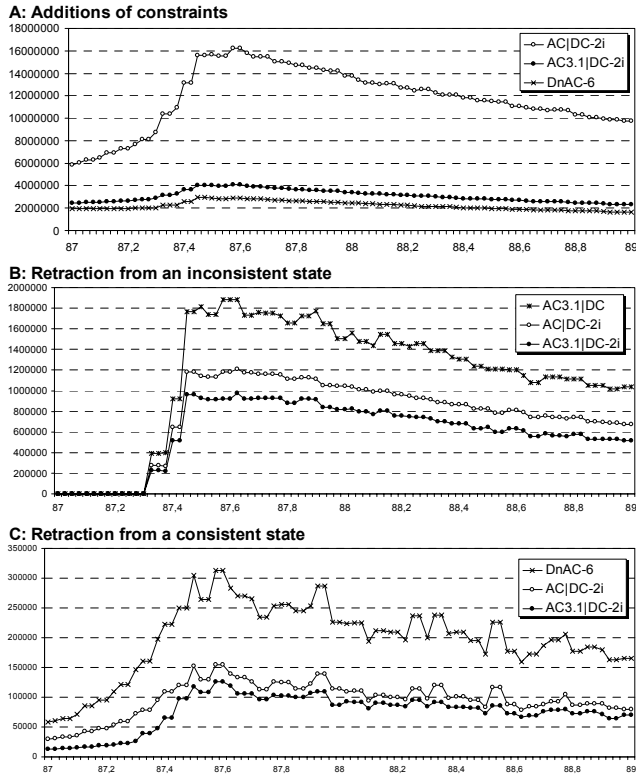 A: Additions of constraints
18000000
16000000
14000000
12000000
10000000
8000000
6000000
4000000
2000000
0
AC|DC-2i
AC3.1|DC-2i
DnAC-6
87 87,2 87,4 87,6 87,8 88 88,2 88,4 88,6 88,8 89
B: Retraction from an inconsistent state
2000000
1800000
1600000
1400000
1200000
1000000
800000
600000
400000
200000
0
AC3.1|DC
AC|DC-2i
AC3.1|DC-2i
87 87,2 87,4 87,6 87,8 88 88,2 88,4 88,6 88,8 89
C: Retraction from a consistent state
350000
300000
250000
200000
150000
100000
50000
0
DnAC-6
AC|DC-2i
AC3.1|DC-2i
87 87,2 87,4 87,6 87,8 88 88,2 88,4 88,6 88,8 89